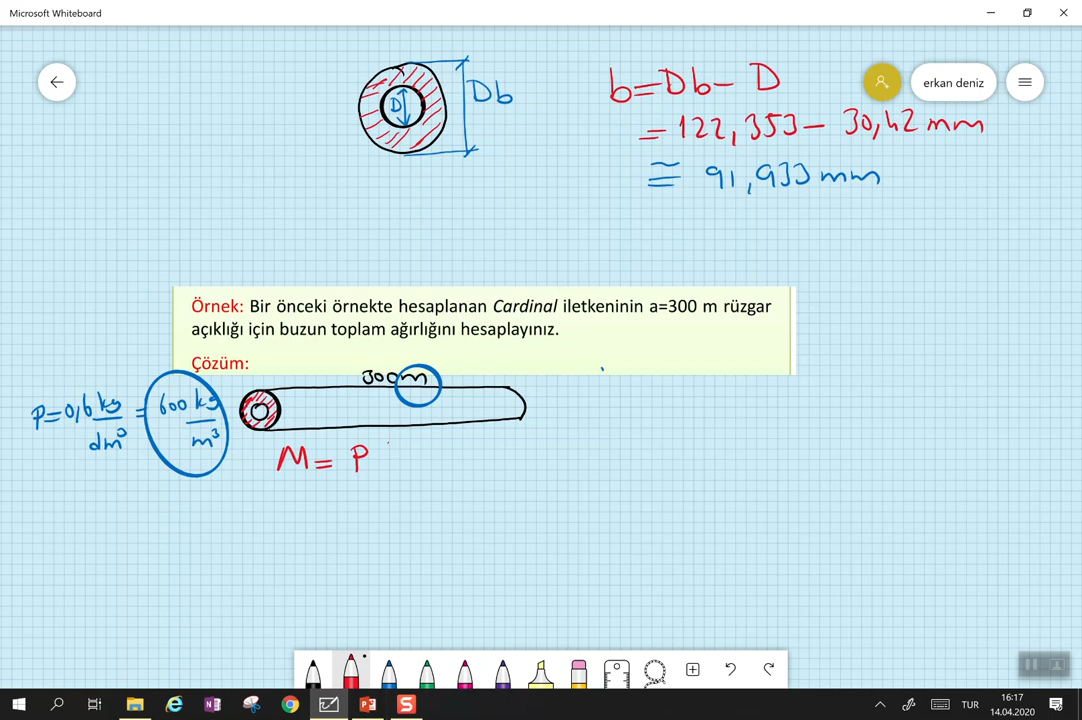 Microsoft Whiteboard
erkan deniz
D
Db
b=Db-D
=122,353-30,42 mm
≅ 91,933 mm
Örnek: Bir önceki örnekte hesaplanan Cardinal iletkeninin a=300 m rüzgar
açıklığı için buzun toplam ağırlığını hesaplayınız.
Çözüm:
300m
P=0,6 kg/dm³ = 600 kg/m³
M= P
TUR
16:17
14.04.2020